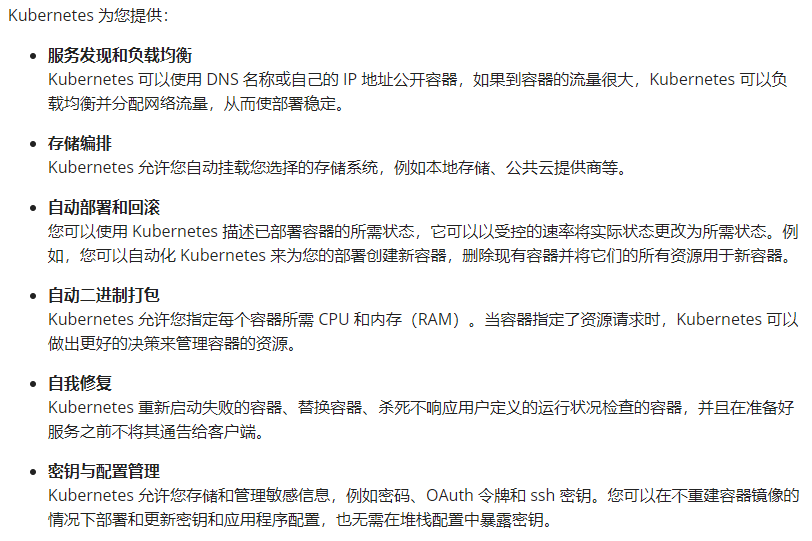 Kubernetes 为您提供：
服务发现和负载均衡
Kubernetes 可以使用 DNS 名称或自己的 IP 地址公开容器，如果到容器的流量很大，Kubernetes 可以负
载均衡并分配网络流量，从而使部署稳定。
存储编排
Kubernetes 允许您自动挂载您选择的存储系统，例如本地存储、公共云提供商等。
自动部署和回滚
您可以使用 Kubernetes 描述已部署容器的所需状态，它可以以受控的速率将实际状态更改为所需状态。例
如，您可以自动化 Kubernetes 来为您的部署创建新容器，删除现有容器并将它们的所有资源用于新容器。
自动二进制打包
Kubernetes 允许您指定每个容器所需 CPU 和内存（RAM）。当容器指定了资源请求时，Kubernetes 可以
做出更好的决策来管理容器的资源。
自我修复
Kubernetes 重新启动失败的容器、替换容器、杀死不响应用户定义的运行状况检查的容器，并且在准备好
服务之前不将其通告给客户端。
密钥与配置管理
Kubernetes 允许您存储和管理敏感信息，例如密码、OAuth 令牌和 ssh 密钥。您可以在不重建容器镜像的
情况下部署和更新密钥和应用程序配置，也无需在堆栈配置中暴露密钥。